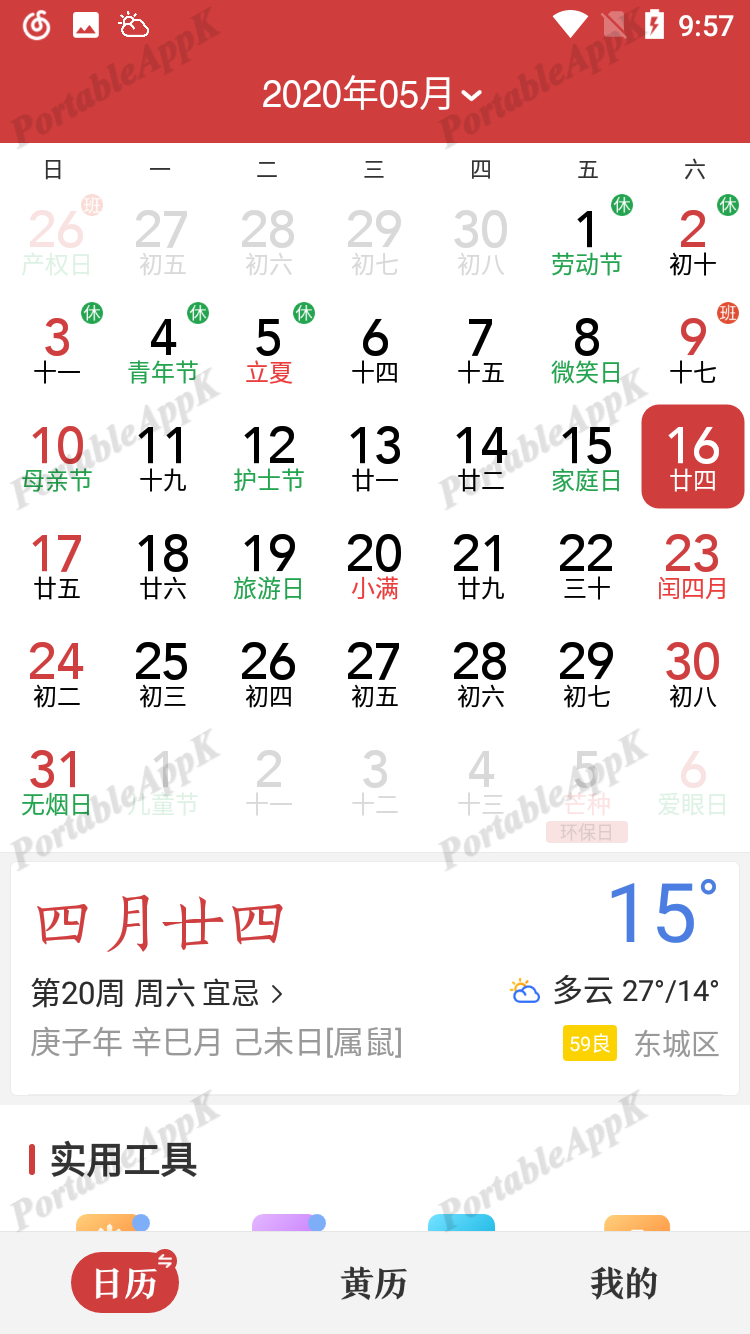 9:57
2020年05月
日 一 二 三 四 五 六
26 班 27 28 29 30 1 休 2 休
产权日 初五 初六 初七 初八 劳动节 初十
3 休 4 休 5 休 6 7 8 9 班
十一 青年节 立夏 十四 十五 微笑日 十七
10 11 12 13 14 15 16
母亲节 十九 护士节 廿一 廿二 家庭日 廿四
17 18 19 20 21 22 23
廿五 廿六 旅游日 小满 廿九 三十 闰四月
24 25 26 27 28 29 30
初二 初三 初四 初五 初六 初七 初八
31 1 2 3 4 5 6
无烟日 儿童节 十一 十二 十三 芒种 爱眼日
环保日
四月廿四 15°
第20周 周六 宜忌 多云 27°/14°
庚子年 辛巳月 己未日[属鼠] 59良 东城区
实用工具
日历 黄历 我的
PortableAppK PortableAppK
PortableAppK PortableAppK
PortableAppK PortableAppK
PortableAppK PortableAppK